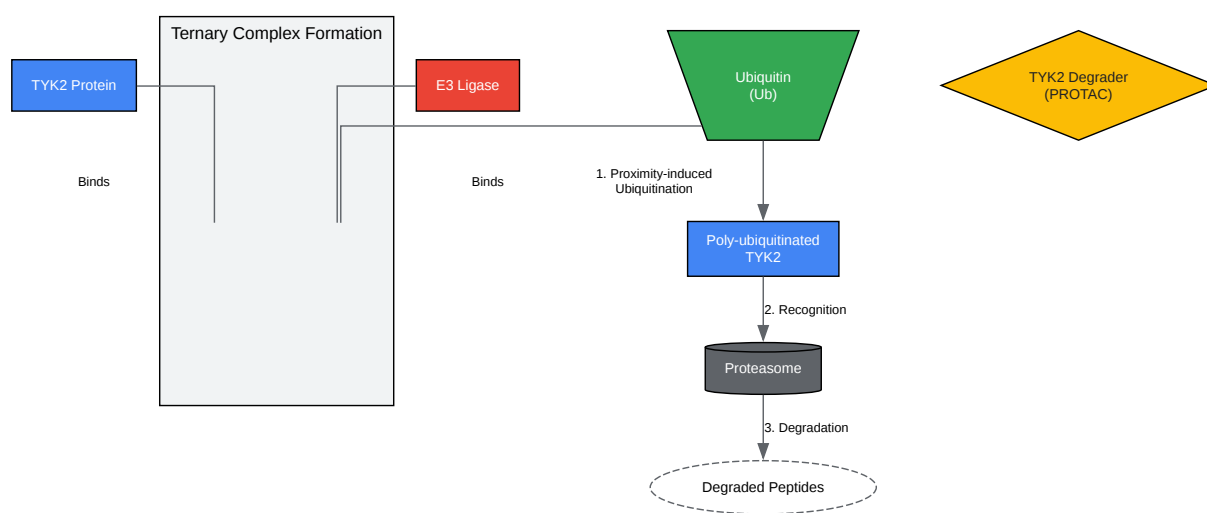 Ternary Complex Formation
TYK2 Protein
E3 Ligase
Ubiquitin
(Ub)
TYK2 Degrader
(PROTAC)
Binds
Binds
1. Proximity-induced
Ubiquitination
Poly-ubiquitinated
TYK2
2. Recognition
Proteasome
3. Degradation
Degraded Peptides